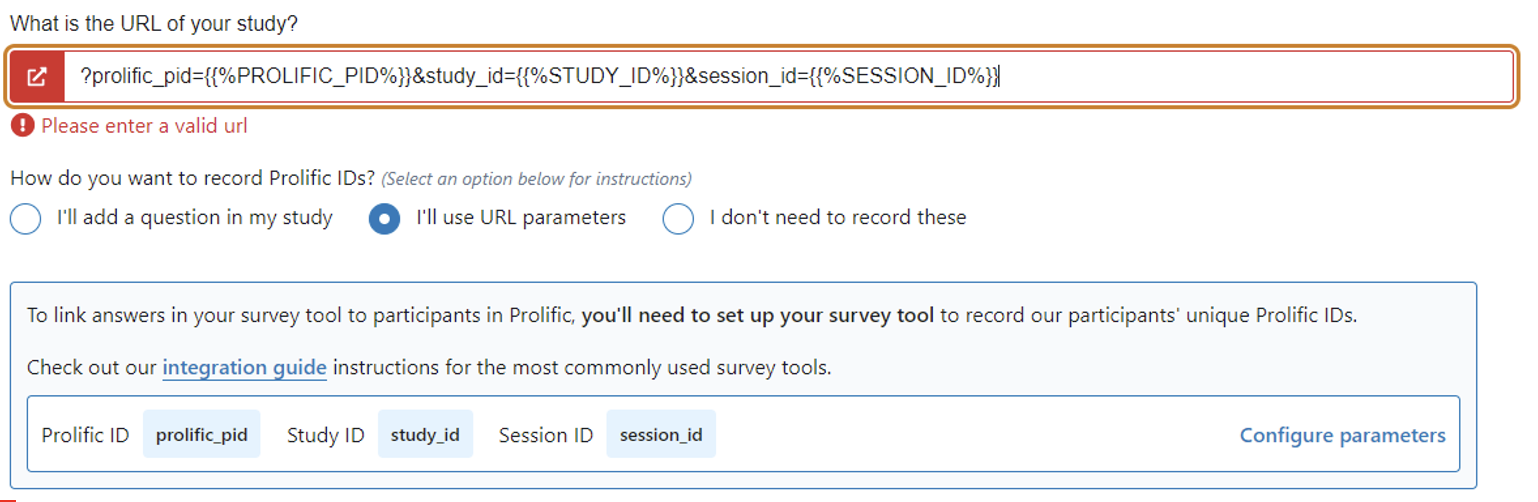 What is the URL of your study?
?prolific_pid={{%PROLIFIC_PID%}}&study_id={{%STUDY_ID%}}&session_id={{%SESSION_ID%}}
Please enter a valid url
How do you want to record Prolific IDs? (Select an option below for instructions)
I'll add a question in my study I'll use URL parameters I don't need to record these
To link answers in your survey tool to participants in Prolific, you'll need to set up your survey tool to record our participants' unique Prolific IDs.
Check out our integration guide instructions for the most commonly used survey tools.
Prolific ID prolific_pid Study ID study_id Session ID session_id Configure parameters